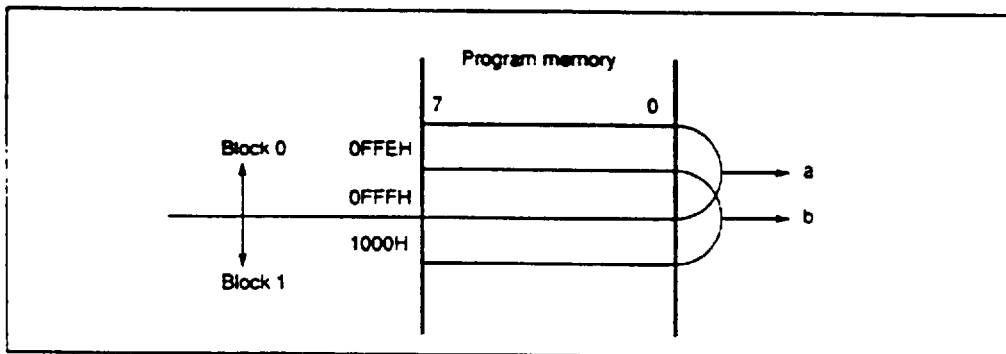 Program memory
7 0
Block 0 0FFEH
a
0FFFH
b
1000H
Block 1